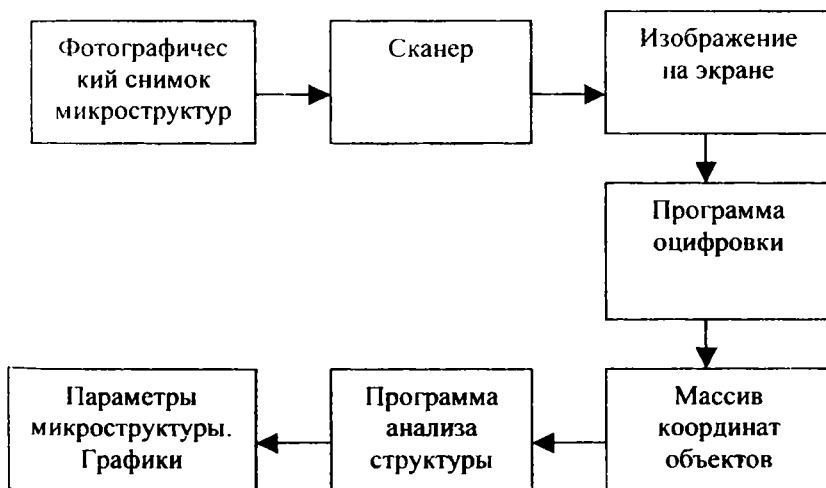 Фотографичес
кий снимок
микроструктур
Сканер
Изображение
на экране
Программа
оцифровки
Массив
координат
объектов
Программа
анализа
структуры
Параметры
микроструктуры.
Графики